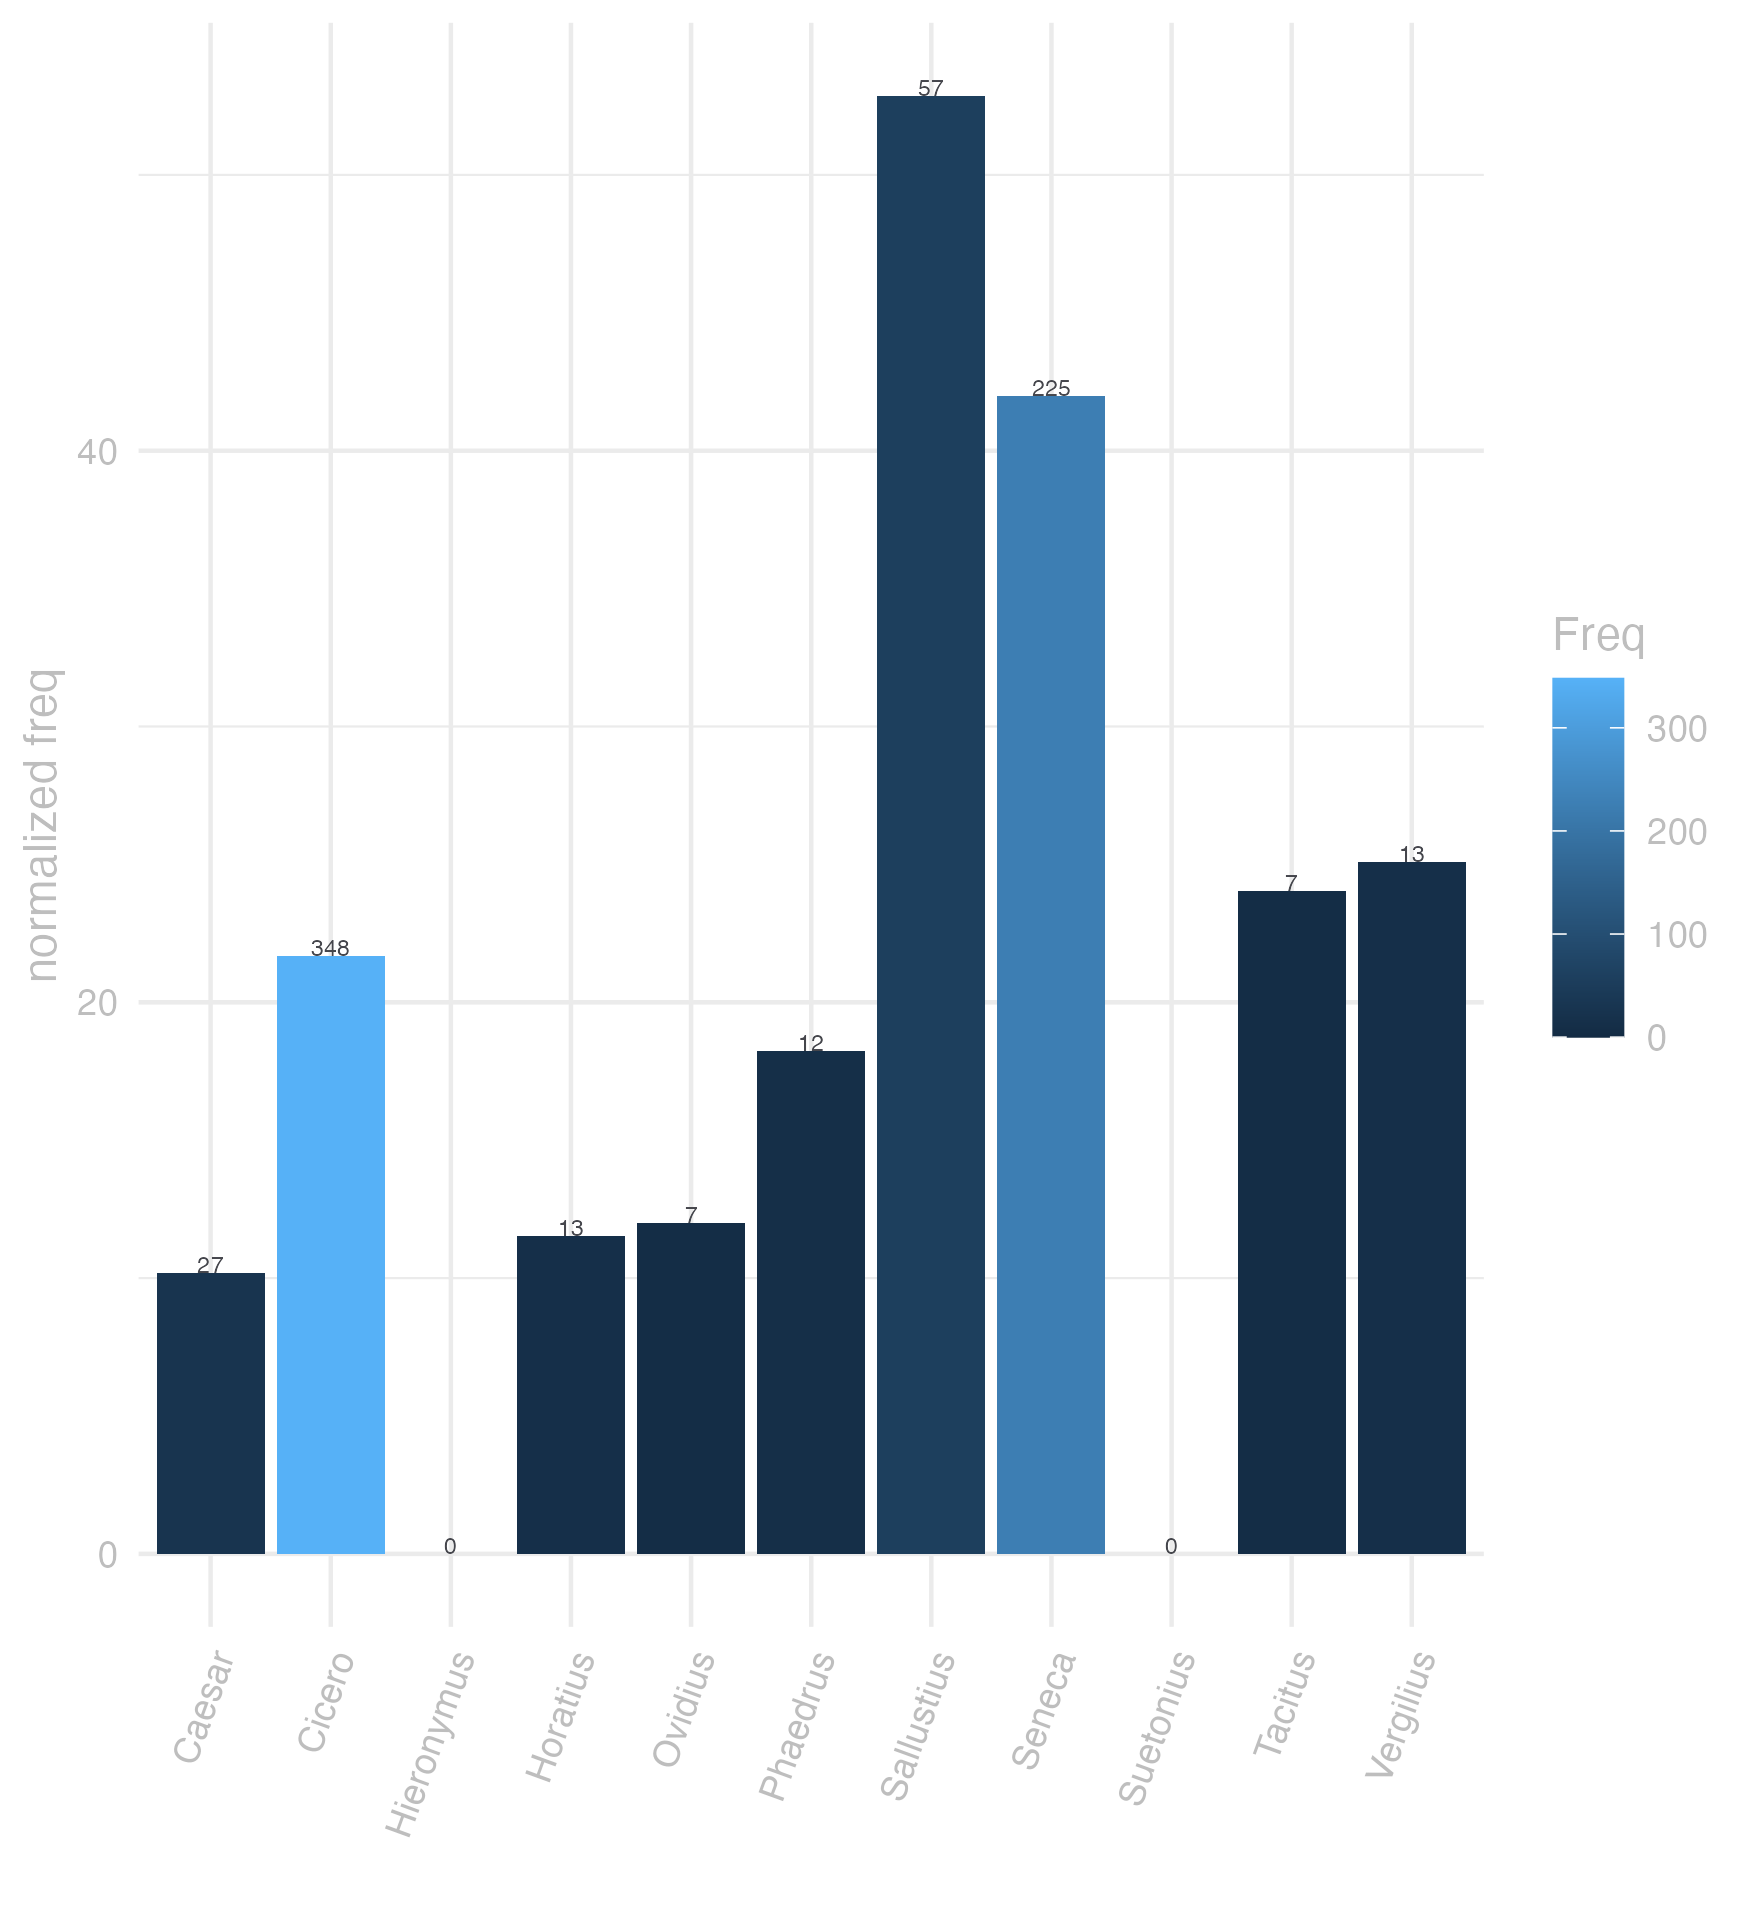 normalized freq
40
20
0
57
225
13
7
348
12
7
13
27
0
0
Caesar
Cicero
Hieronymus
Horatius
Ovidius
Phaedrus
Sallustius
Seneca
Suetonius
Tacitus
Vergilius
Freq
300
200
100
0